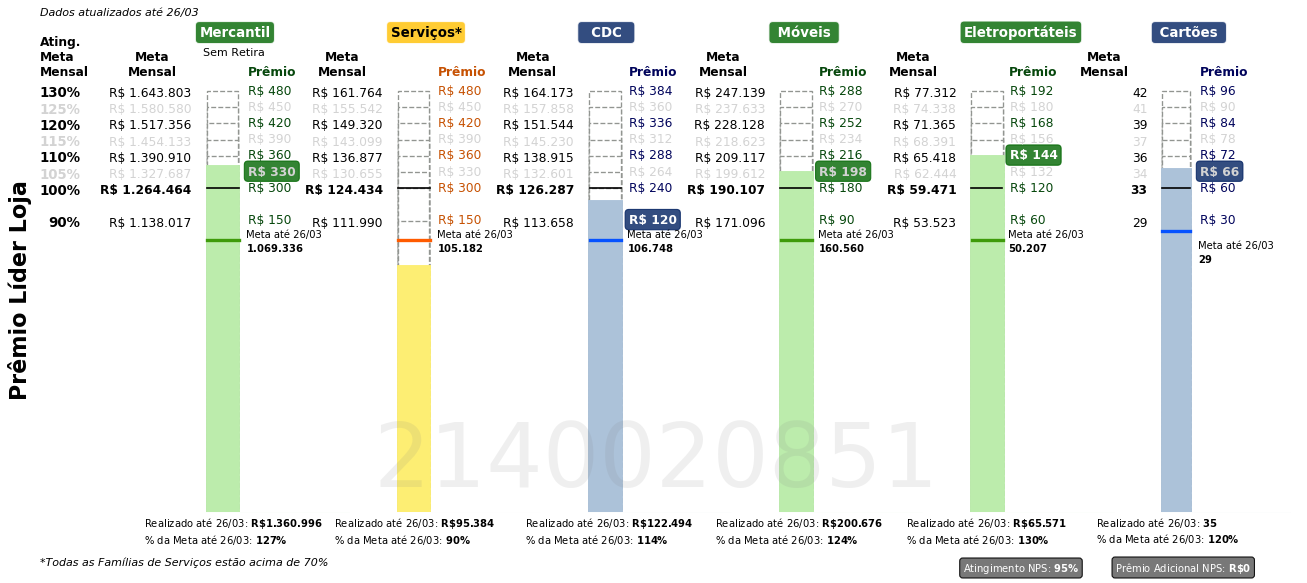 Dados atualizados até 26/03
Mercantil Serviços* CDC Móveis Eletroportáteis Cartões
Sem Retira
Ating. Meta Mensal Meta Mensal Prêmio Meta Mensal Prêmio Meta Mensal Prêmio Meta Mensal Prêmio Meta Mensal Prêmio Meta Mensal Prêmio
130% R$ 1.643.803 R$ 480 R$ 161.764 R$ 480 R$ 164.173 R$ 384 R$ 247.139 R$ 288 R$ 77.312 R$ 192 42 R$ 96
125% R$ 1.580.580 R$ 450 R$ 155.542 R$ 450 R$ 157.858 R$ 360 R$ 237.633 R$ 270 R$ 74.338 R$ 180 41 R$ 90
120% R$ 1.517.356 R$ 420 R$ 149.320 R$ 420 R$ 151.544 R$ 336 R$ 228.128 R$ 252 R$ 71.365 R$ 168 39 R$ 84
115% R$ 1.454.133 R$ 390 R$ 143.099 R$ 390 R$ 145.230 R$ 312 R$ 218.623 R$ 234 R$ 68.391 R$ 156 37 R$ 78
110% R$ 1.390.910 R$ 360 R$ 136.877 R$ 360 R$ 138.915 R$ 288 R$ 209.117 R$ 216 R$ 65.418 R$ 144 36 R$ 72
105% R$ 1.327.687 R$ 330 R$ 130.655 R$ 330 R$ 132.601 R$ 264 R$ 199.612 R$ 198 R$ 62.444 R$ 132 34 R$ 66
100% R$ 1.264.464 R$ 300 R$ 124.434 R$ 300 R$ 126.287 R$ 240 R$ 190.107 R$ 180 R$ 59.471 R$ 120 33 R$ 60
90% R$ 1.138.017 R$ 150 R$ 111.990 R$ 150 R$ 113.658 R$ 120 R$ 171.096 R$ 90 R$ 53.523 R$ 60 29 R$ 30
Meta até 26/03 Meta até 26/03 Meta até 26/03 Meta até 26/03 Meta até 26/03 Meta até 26/03
1.069.336 105.182 106.748 160.560 50.207 29
Prêmio Líder Loja
2140020851
Realizado até 26/03: R$1.360.996 Realizado até 26/03: R$95.384 Realizado até 26/03: R$122.494 Realizado até 26/03: R$200.676 Realizado até 26/03: R$65.571 Realizado até 26/03: 35
% da Meta até 26/03: 127% % da Meta até 26/03: 90% % da Meta até 26/03: 114% % da Meta até 26/03: 124% % da Meta até 26/03: 130% % da Meta até 26/03: 120%
*Todas as Famílias de Serviços estão acima de 70% Atingimento NPS: 95% Prêmio Adicional NPS: R$0